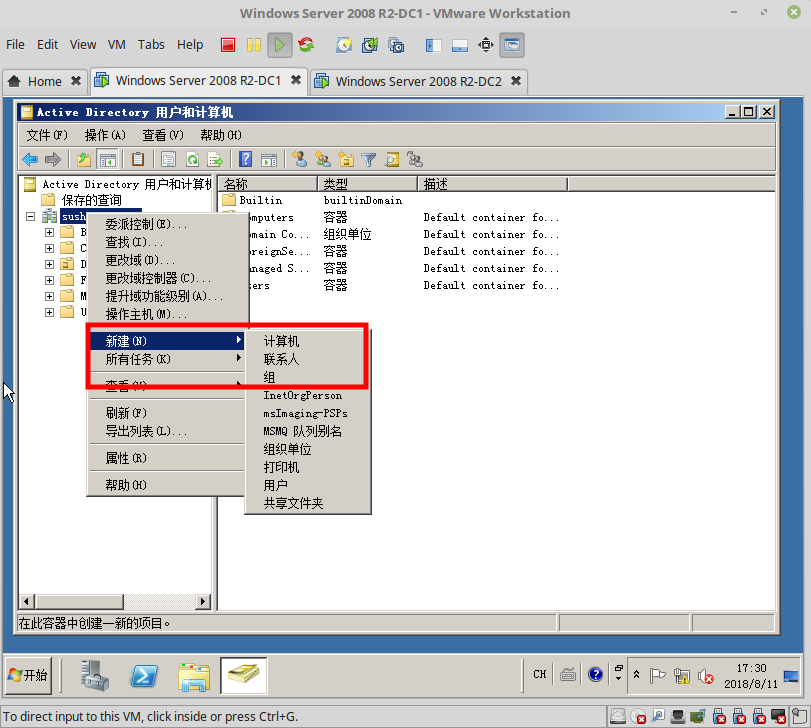 Windows Server 2008 R2-DC1 - VMware Workstation
File Edit View VM Tabs Help
Home Windows Server 2008 R2-DC1 Windows Server 2008 R2-DC2
Active Directory 用户和计算机
文件(F) 操作(A) 查看(V) 帮助(H)
Active Directory 用户和计算机
名称 类型 描述
保存的查询
Builtin builtinDomain
sush
omputers 容器 Default container fo...
委派控制(E)...
B
omain Co... 组织单位 Default container fo...
查找(I)...
C
oreignSe... 容器 Default container fo...
更改域(D)...
D
anaged S... 容器 Default container fo...
更改域控制器(C)...
F
sers 容器 Default container fo...
提升域功能级别(A)...
M
操作主机(M)...
U
新建(N)
所有任务(K)
查看(V)
刷新(F)
导出列表(L)...
属性(R)
帮助(H)
计算机
联系人
组
InetOrgPerson
msImaging-PSPs
MSMQ 队列别名
组织单位
打印机
用户
共享文件夹
在此容器中创建一新的项目。
开始
CH
17:30
2018/8/11
To direct input to this VM, click inside or press Ctrl+G.